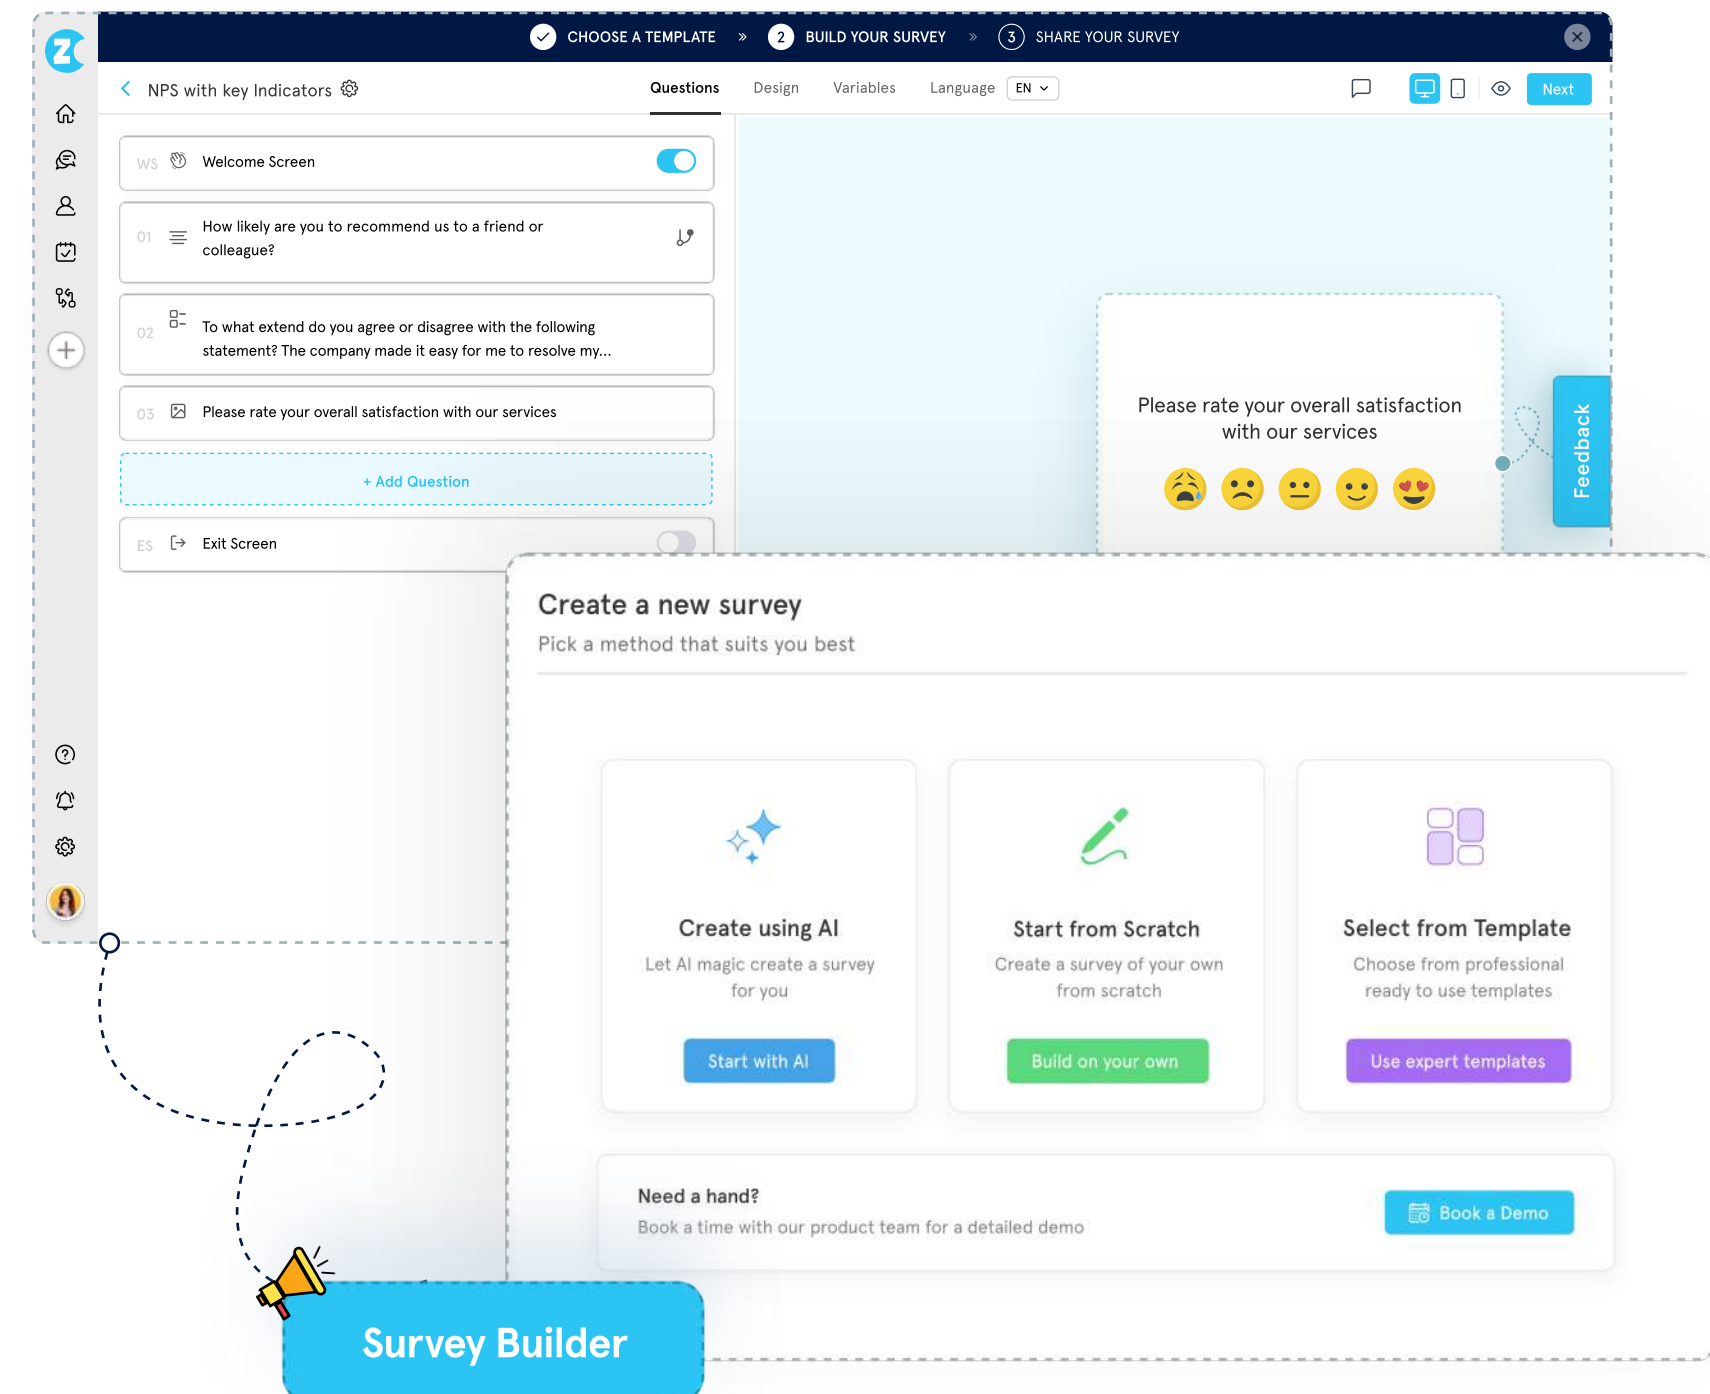 CHOOSE A TEMPLATE » 2 BUILD YOUR SURVEY » 3 SHARE YOUR SURVEY
NPS with key Indicators
Questions Design Variables Language EN
Next
WS Welcome Screen
01 How likely are you to recommend us to a friend or
colleague?
02 To what extend do you agree or disagree with the following
statement? The company made it easy for me to resolve my...
03 Please rate your overall satisfaction with our services
+ Add Question
ES Exit Screen
Please rate your overall satisfaction
with our services
Feedback
Create a new survey
Pick a method that suits you best
Create using AI
Let AI magic create a survey
for you
Start with AI
Start from Scratch
Create a survey of your own
from scratch
Build on your own
Select from Template
Choose from professional
ready to use templates
Use expert templates
Need a hand?
Book a time with our product team for a detailed demo
Book a Demo
Survey Builder